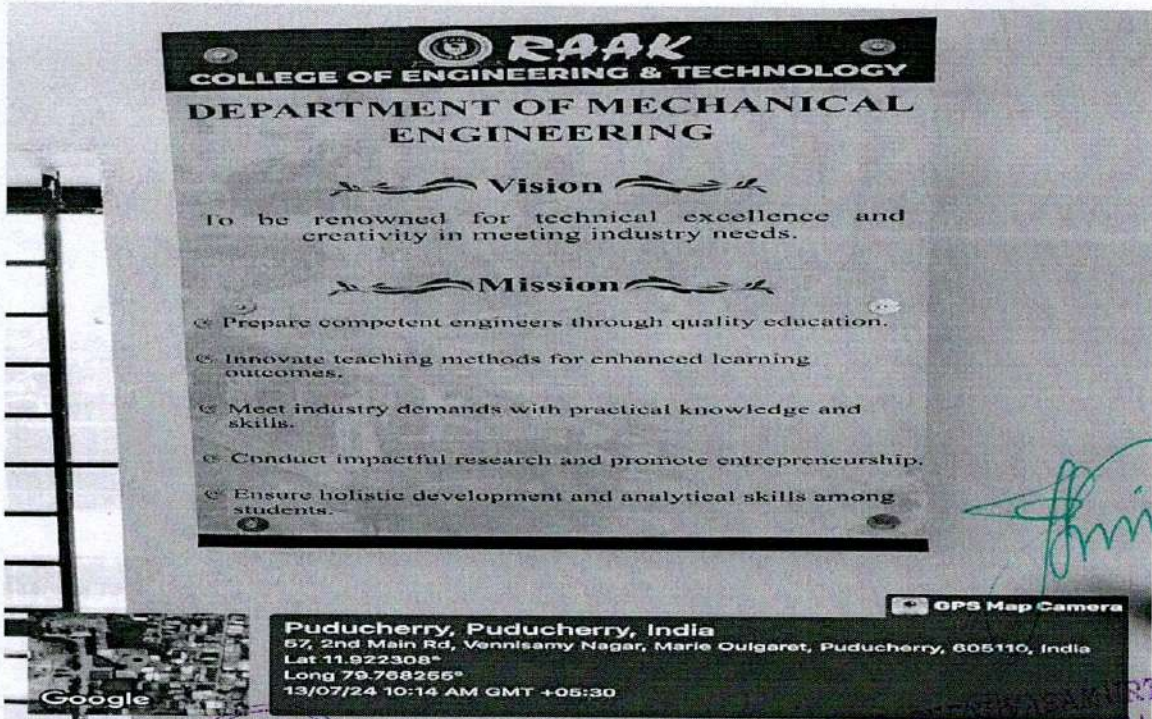 RAAK
COLLEGE OF ENGINEERING & TECHNOLOGY
DEPARTMENT OF MECHANICAL
ENGINEERING
Vision
To be renowned for technical excellence and
creativity in meeting industry needs.
Mission
Prepare competent engineers through quality education.
Innovate teaching methods for enhanced learning
outcomes.
Meet industry demands with practical knowledge and
skills.
Conduct impactful research and promote entrepreneurship.
Ensure holistic development and analytical skills among
students.
GPS Map Camera
Puducherry, Puducherry, India
57, 2nd Main Rd, Vennisamy Nagar, Marie Oulgaret, Puducherry, 605110, India
Lat 11.922308°
Long 79.768255°
13/07/24 10:14 AM GMT +05:30
Google